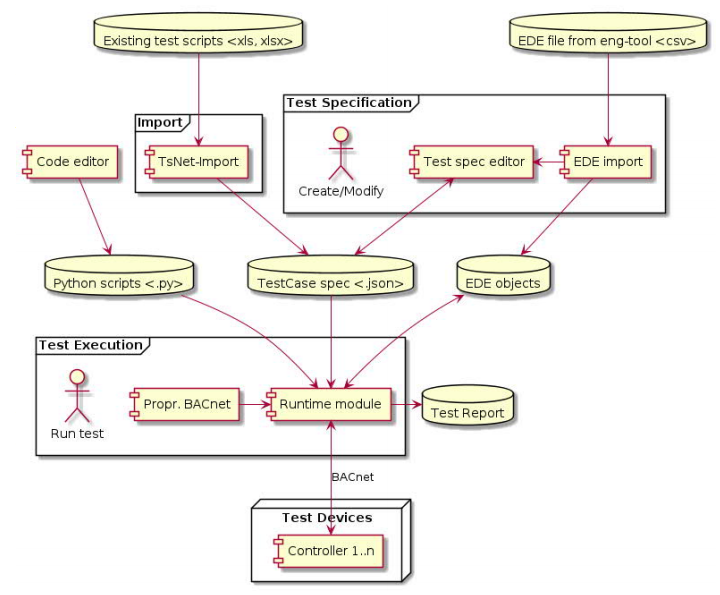 Existing test scripts <xls, xlsx>
EDE file from eng-tool <csv>
Import
Test Specification
Code editor
TsNet-Import
Create/Modify
Test spec editor
EDE import
Python scripts <.py>
TestCase spec <.json>
EDE objects
Test Execution
Run test
Propr. BACnet
Runtime module
Test Report
BACnet
Test Devices
Controller 1..n